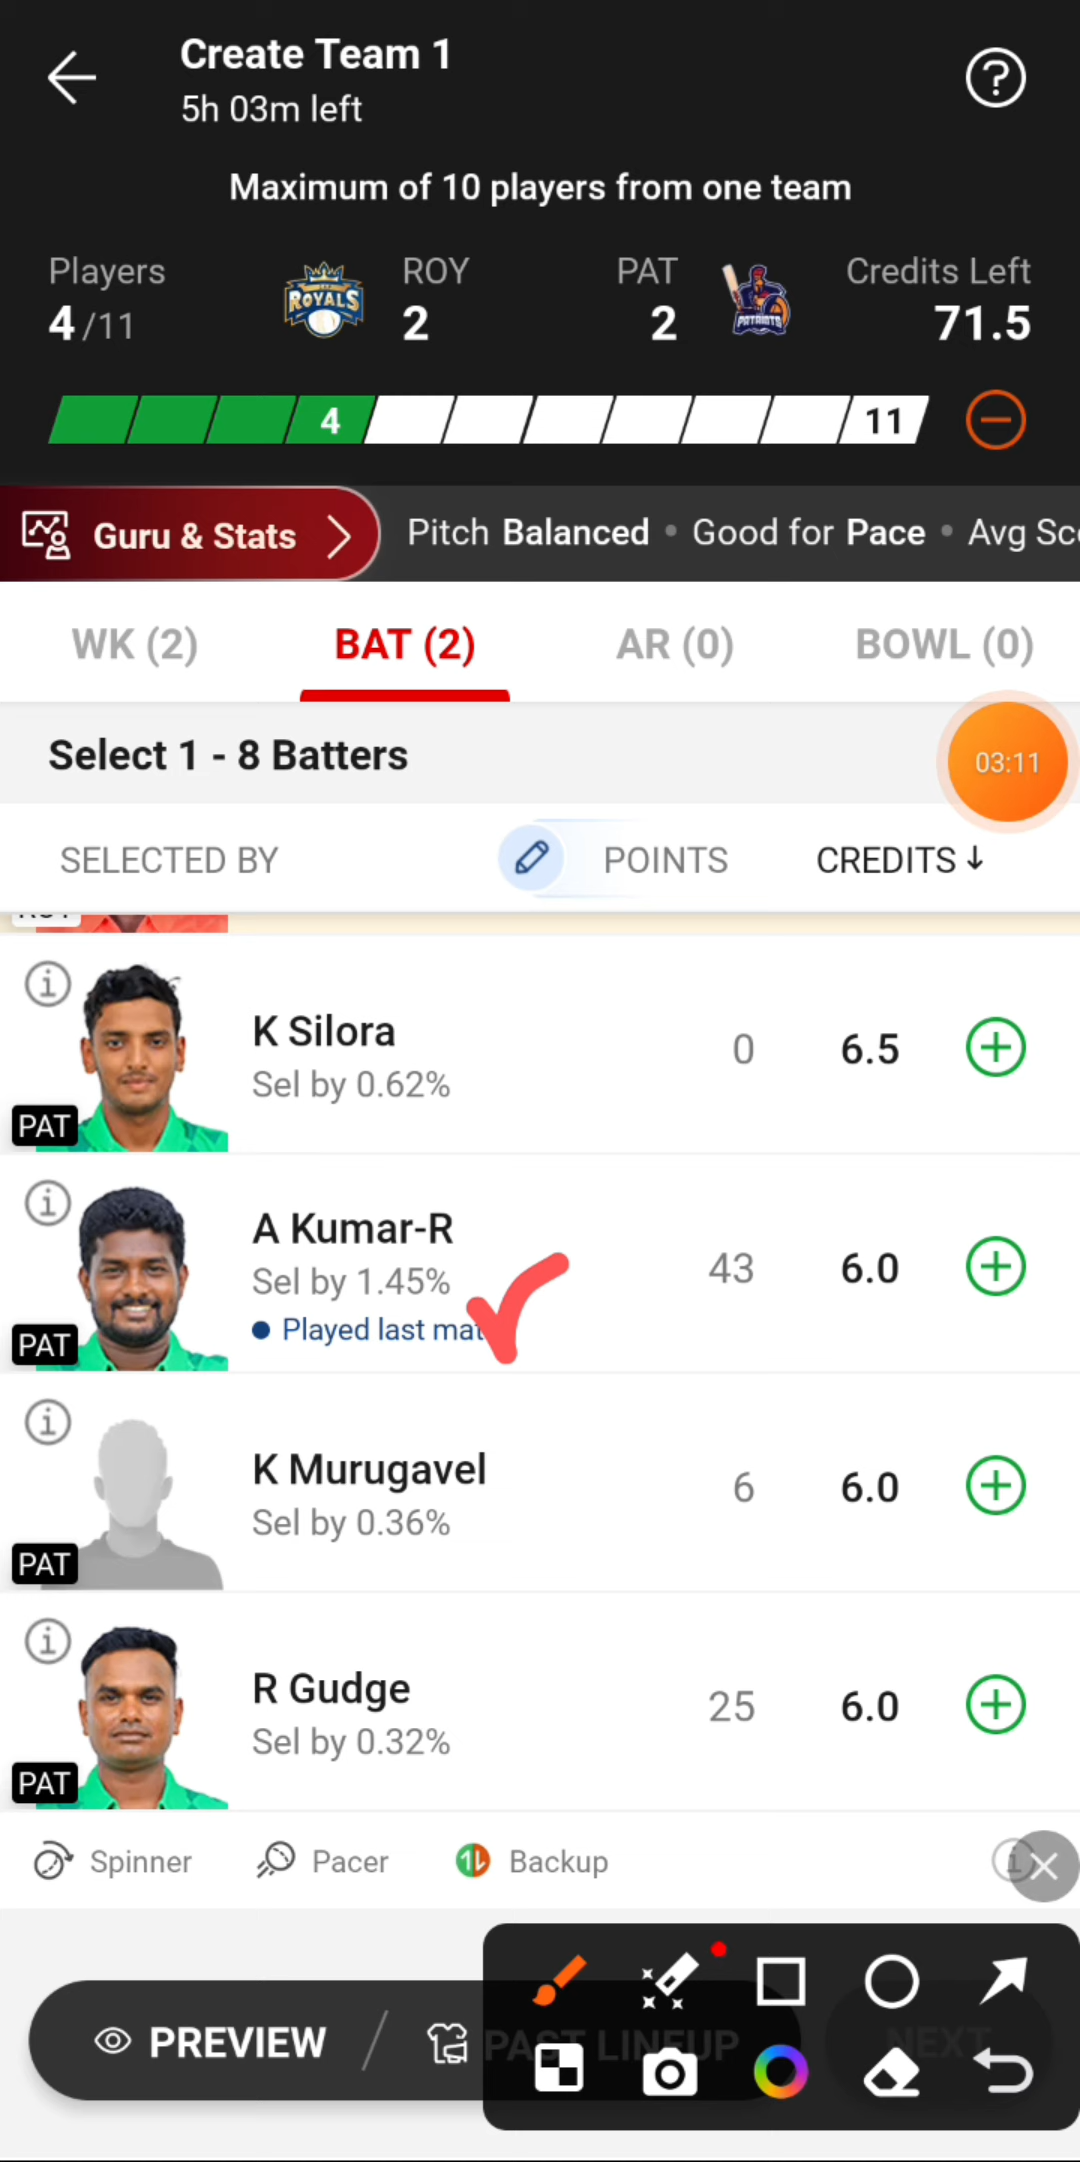 Create Team 1
5h 03m left
Maximum of 10 players from one team
Players ROY PAT Credits Left
4/11 ROYALS 2 2 PATRIOTS 71.5
4 11
Guru & Stats Pitch Balanced • Good for Pace • Avg Sc
WK (2) BAT (2) AR (0) BOWL (0)
Select 1 - 8 Batters 03:11
SELECTED BY POINTS CREDITS ↓
K Silora
Sel by 0.62%
0 6.5
PAT
A Kumar-R
Sel by 1.45%
43 6.0
Played last mat
PAT
K Murugavel
Sel by 0.36%
6 6.0
PAT
R Gudge
Sel by 0.32%
25 6.0
PAT
Spinner Pacer Backup
PREVIEW / PAST LINEUP NEXT